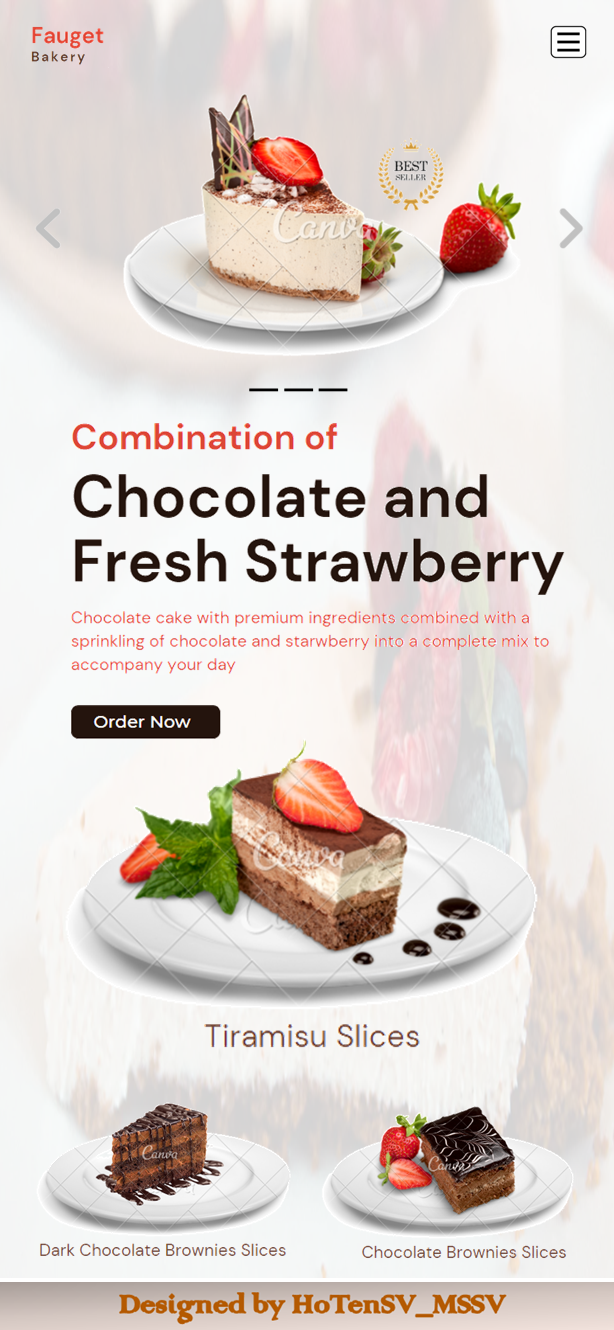 Fauget
Bakery
BEST
SELLER
Canva
Combination of
Chocolate and
Fresh Strawberry
Chocolate cake with premium ingredients combined with a
sprinkling of chocolate and starwberry into a complete mix to
accompany your day
Order Now
Canva
Tiramisu Slices
Canva
Canva
Dark Chocolate Brownies Slices
Chocolate Brownies Slices
Designed by HoTenSV_MSSV